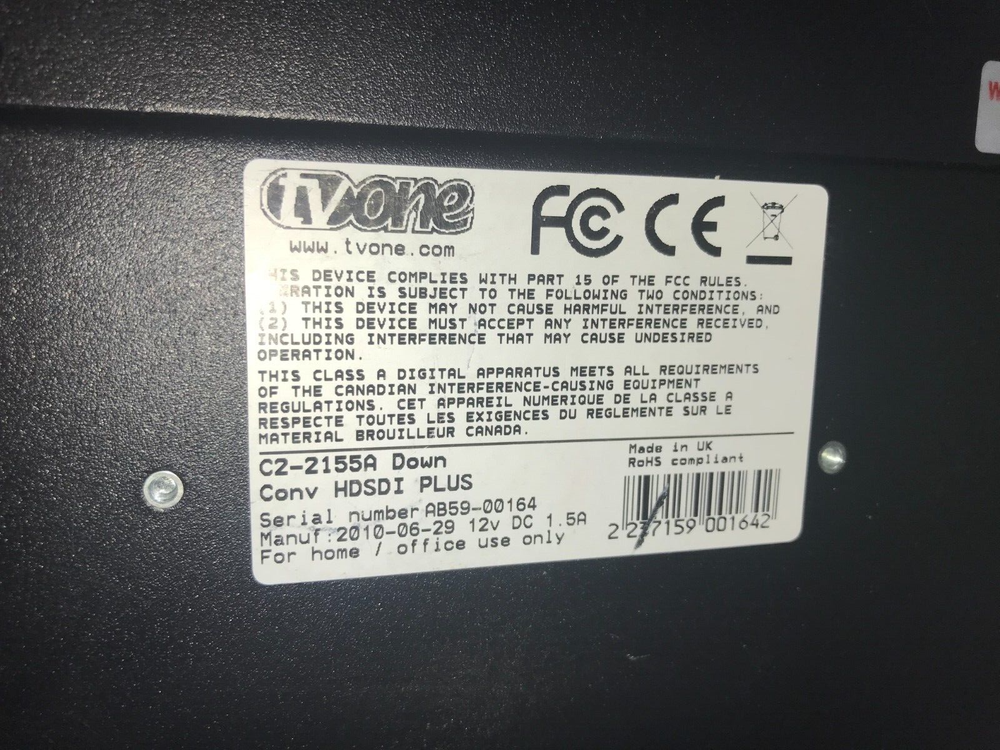 tvone
www.tvone.com
FC CE
HIS DEVICE COMPLIES WITH PART 15 OF THE FCC RULES.
ERATION IS SUBJECT TO THE FOLLOWING TWO CONDITIONS:
(1) THIS DEVICE MAY NOT CAUSE HARMFUL INTERFERENCE, AND
(2) THIS DEVICE MUST ACCEPT ANY INTERFERENCE RECEIVED,
INCLUDING INTERFERENCE THAT MAY CAUSE UNDESIRED
OPERATION.
THIS CLASS A DIGITAL APPARATUS MEETS ALL REQUIREMENTS
OF THE CANADIAN INTERFERENCE-CAUSING EQUIPMENT
REGULATIONS. CET APPAREIL NUMERIQUE DE LA CLASSE A
RESPECTE TOUTES LES EXIGENCES DU REGLEMENTE SUR LE
MATERIAL BROUILLEUR CANADA.
C2-2155A Down
Conv HDSDI PLUS
Serial number AB59-00164
Manuf:2010-06-29 12v DC 1.5A
For home / office use only
Made in UK
RoHS compliant
2 237159 001642
W